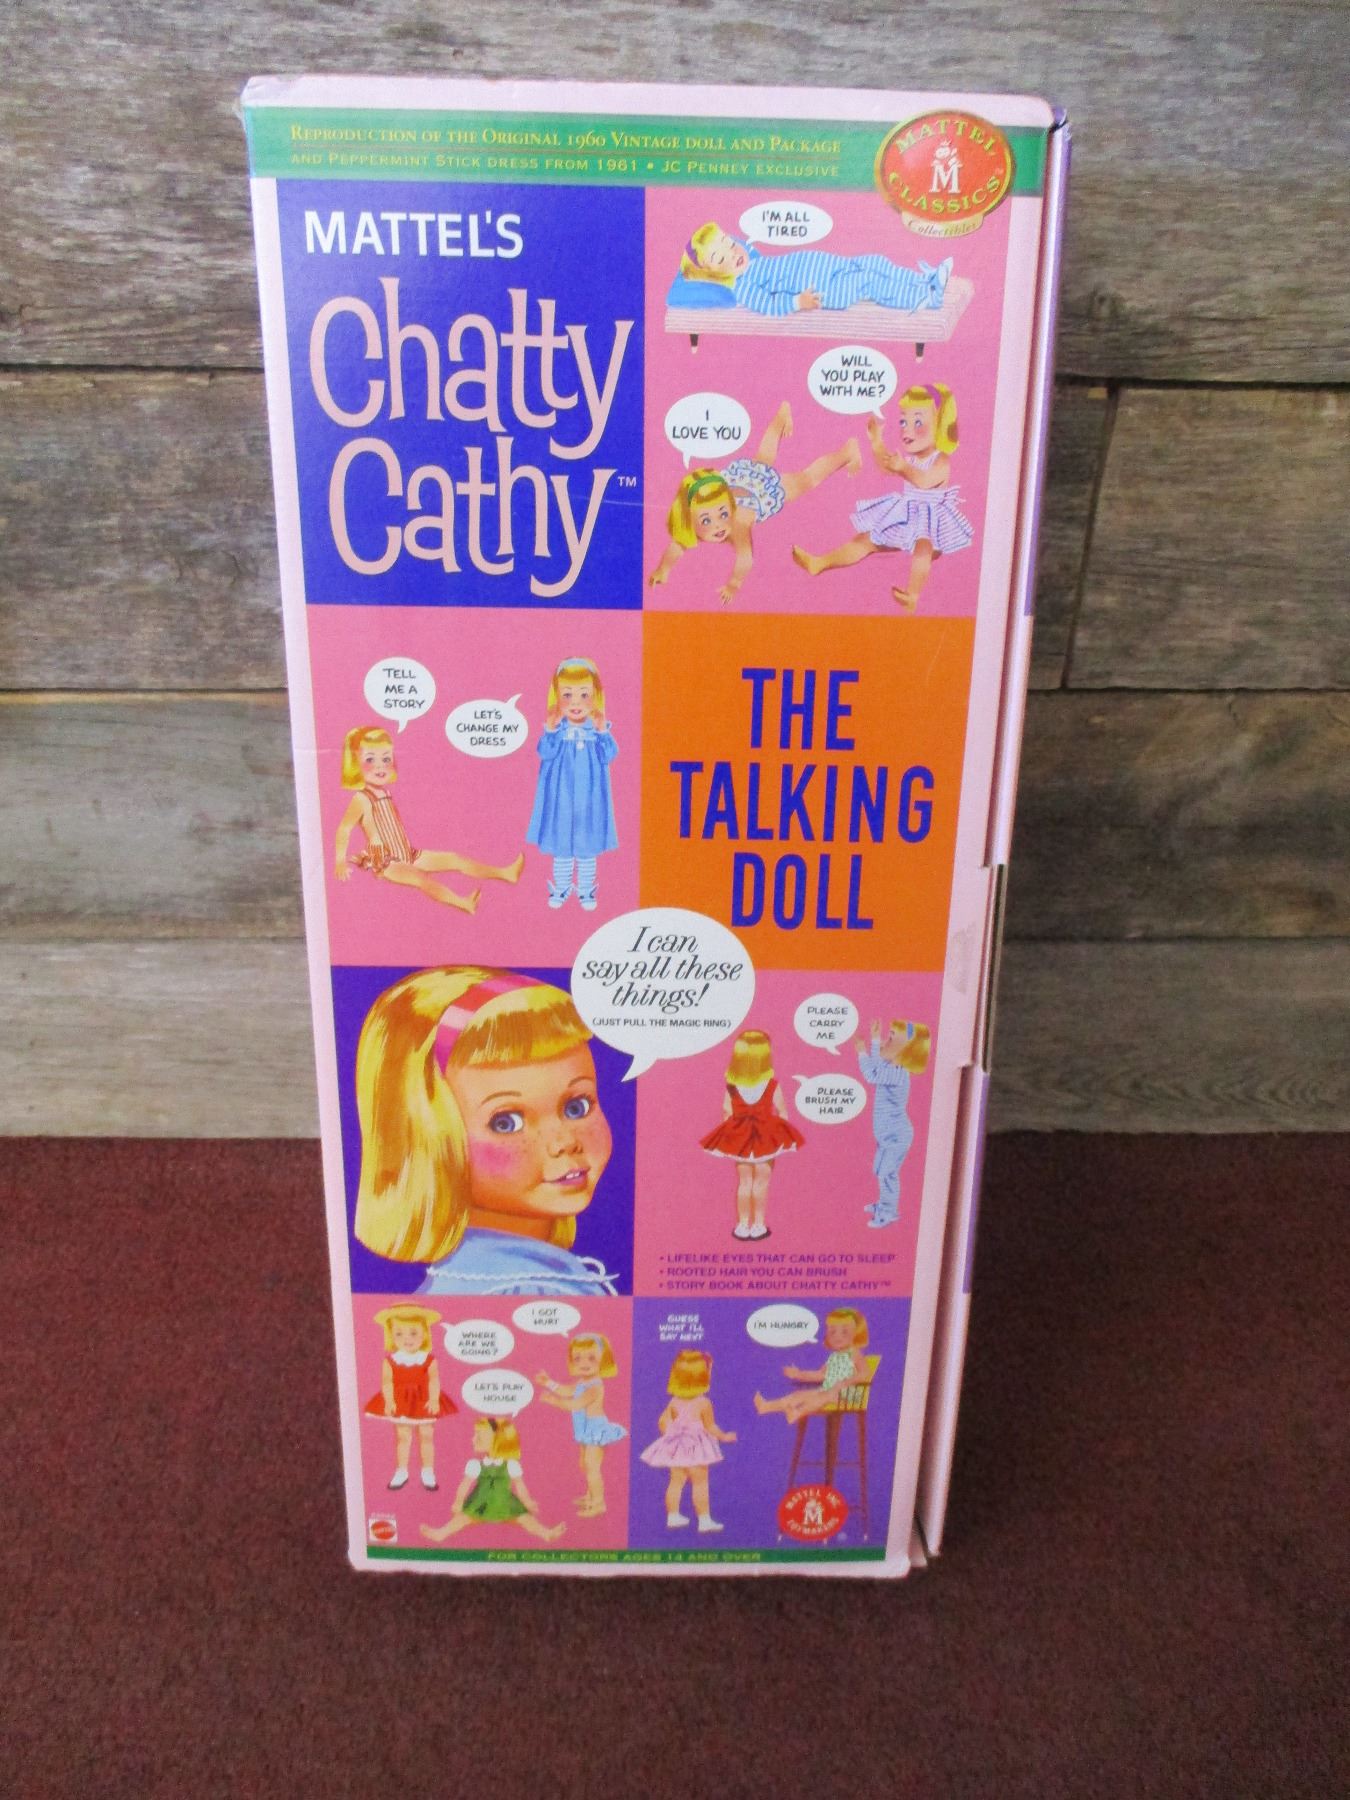 REPRODUCTION OF THE ORIGINAL 1960 VINTAGE DOLL AND PACKAGE
AND PEPPERMINT STICK DRESS FROM 1961 • JC PENNEY EXCLUSIVE
MATTEL
M
CLASSICS
Collectibles
MATTEL'S
Chatty
Cathy™
I'M ALL
TIRED
WILL
YOU PLAY
WITH ME?
I
LOVE YOU
TELL
ME A
STORY
LET'S
CHANGE MY
DRESS
THE
TALKING
DOLL
I can
say all these
things!
(JUST PULL THE MAGIC RING)
PLEASE
CARRY
ME
PLEASE
BRUSH MY
HAIR
• LIFELIKE EYES THAT CAN GO TO SLEEP
• ROOTED HAIR YOU CAN BRUSH
• STORY BOOK ABOUT CHATTY CATHY™
WHERE
ARE WE
GOING?
I GOT
HURT
LET'S PLAY
HOUSE
GUESS
WHAT I'LL
SAY NEXT
I'M HUNGRY
MATTEL INC
M
TOYMAKERS
MATTEL
FOR COLLECTORS AGES 14 AND OVER